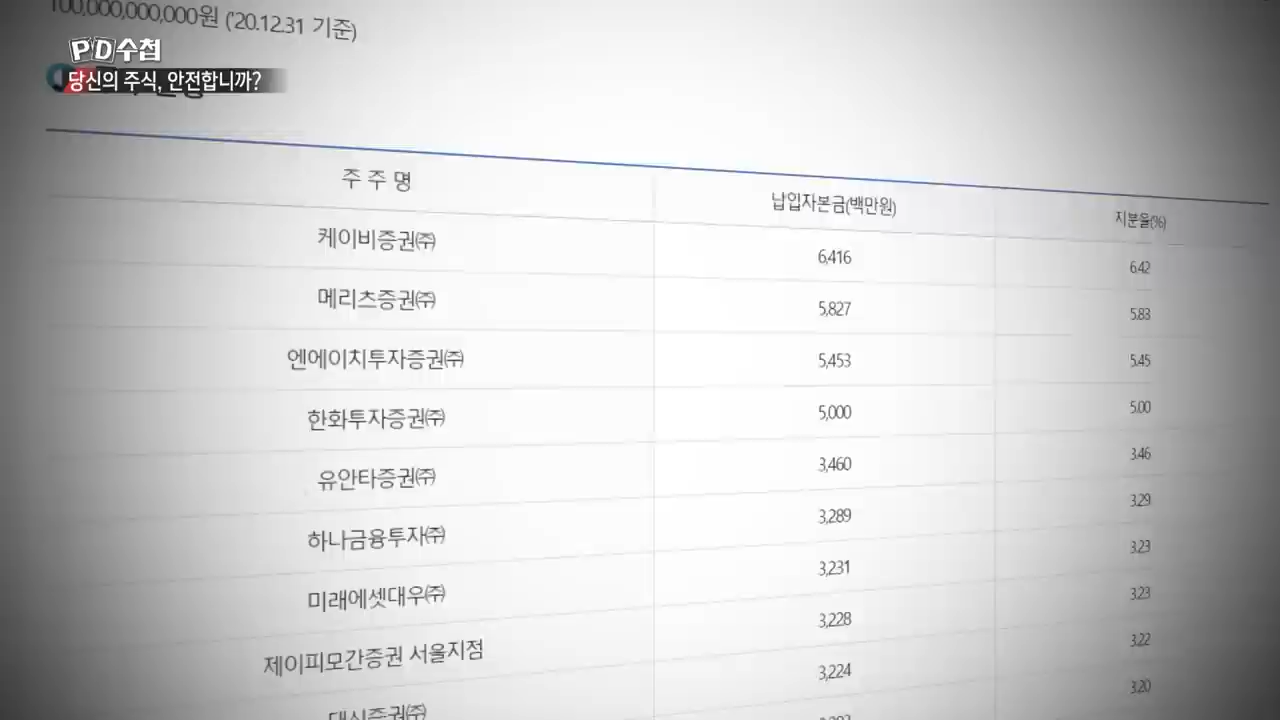 100,000,000,000원 ('20.12.31 기준)
PD수첩
당신의 주식, 안전합니까?
주 주 명 납입자본금(백만원) 지분율(%)
케이비증권㈜ 6,416 6.42
메리츠증권㈜ 5,827 5.83
엔에이치투자증권㈜ 5,453 5.45
한화투자증권㈜ 5,000 5.00
유안타증권㈜ 3,460 3.46
하나금융투자㈜ 3,289 3.29
미래에셋대우㈜ 3,231 3.23
제이피모간증권 서울지점 3,228 3.23
대신증권㈜ 3,224 3.22
3.20